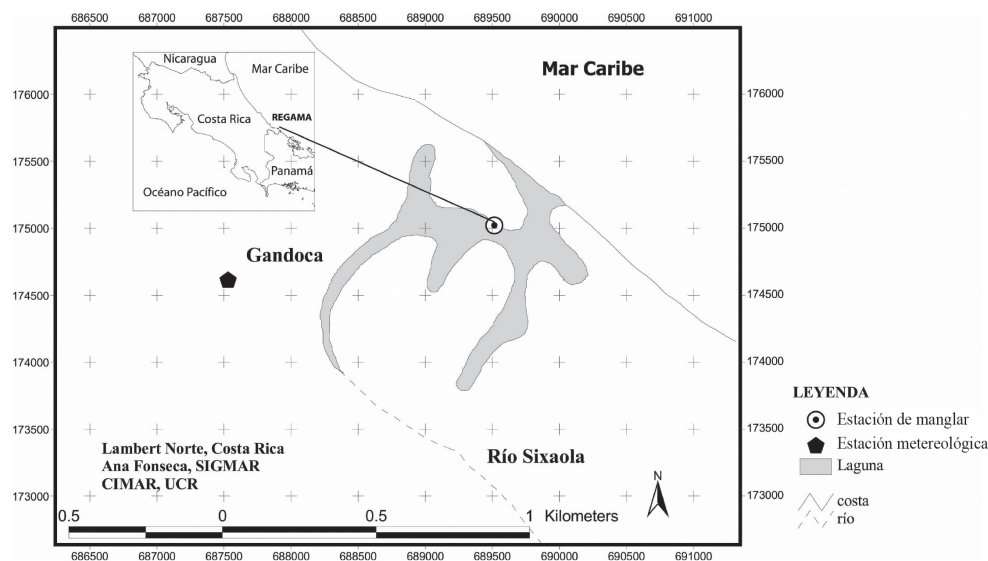 686500 687000 687500 688000 688500 689000 689500 690000 690500 691000
Nicaragua
Mar Caribe
Costa Rica
REGAMA
Panamá
Océano Pacífico
Mar Caribe
176000 176000
175500 175500
175000 175000
174500 174500
174000 174000
173500 173500
173000 173000
Gandoca
Río Sixaola
Lambert Norte, Costa Rica
Ana Fonseca, SIGMAR
CIMAR, UCR
N
0.5 0 0.5 1 Kilometers
686500 687000 687500 688000 688500 689000 689500 690000 690500 691000
LEYENDA
Estación de manglar
Estación metereológica
Laguna
costa
río